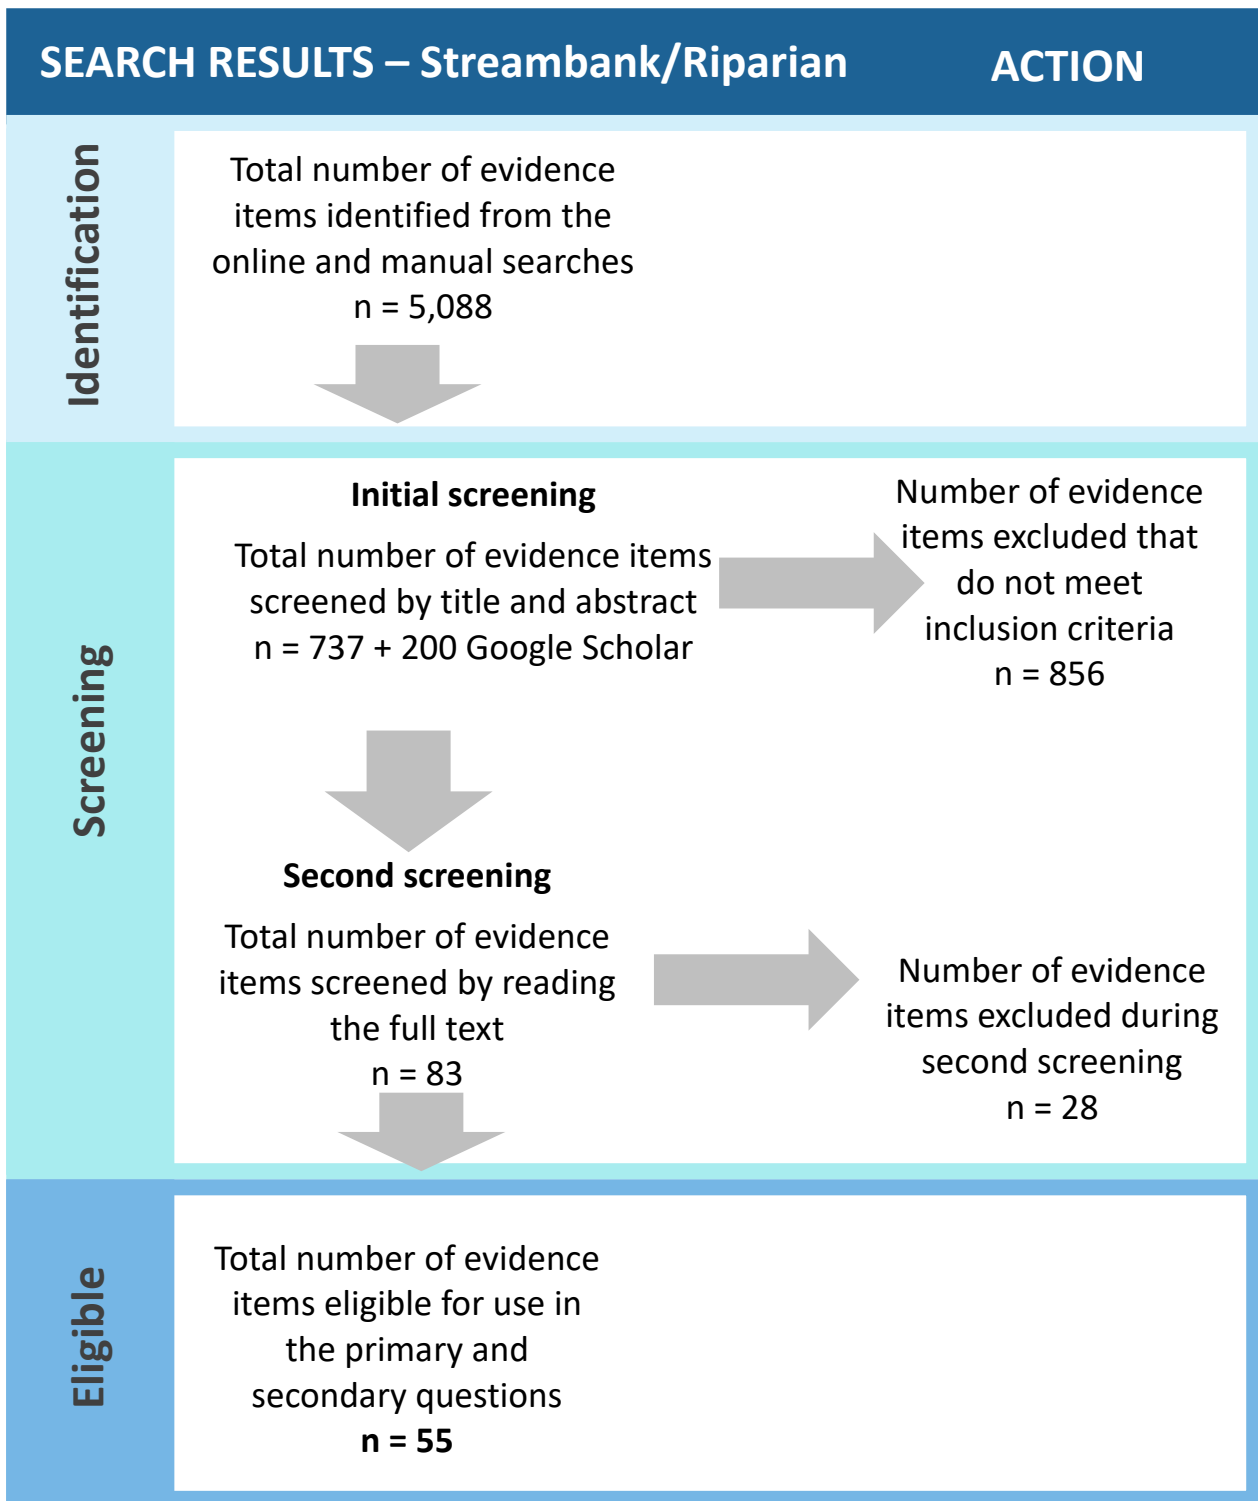 SEARCH RESULTS – Streambank/Riparian
ACTION
Identification
Total number of evidence
items identified from the
online and manual searches
n = 5,088
Screening
Initial screening
Total number of evidence items
screened by title and abstract
n = 737 + 200 Google Scholar
Number of evidence
items excluded that
do not meet
inclusion criteria
n = 856
Second screening
Total number of evidence
items screened by reading
the full text
n = 83
Number of evidence
items excluded during
second screening
n = 28
Eligible
Total number of evidence
items eligible for use in
the primary and
secondary questions
n = 55